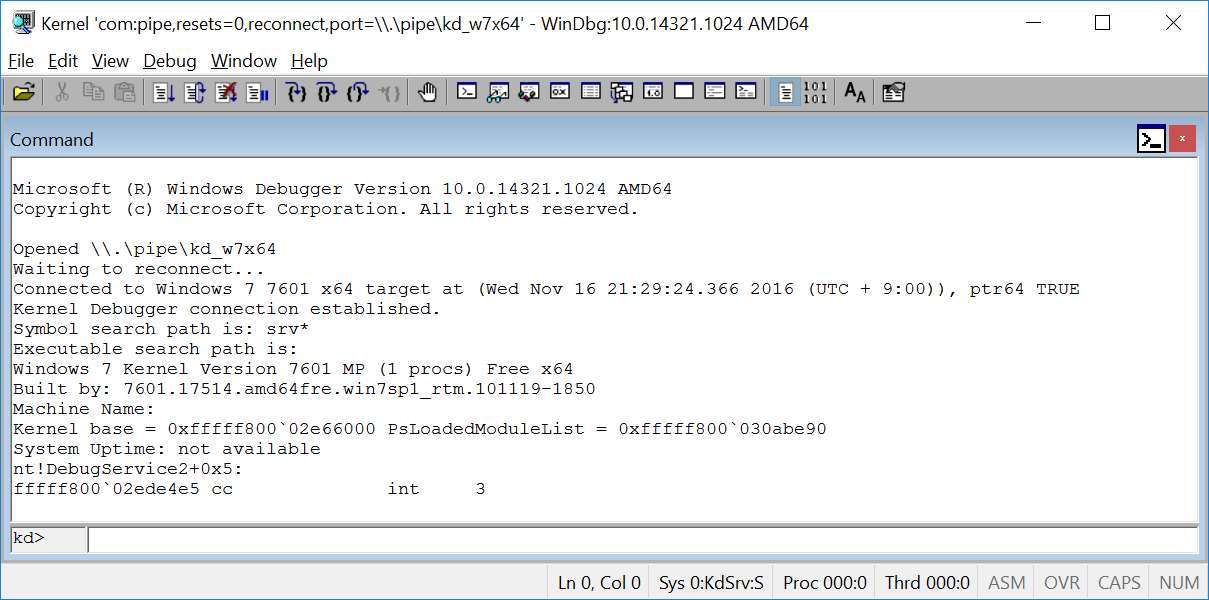 Kernel 'com:pipe,resets=0,reconnect,port=\\.\pipe\kd_w7x64' - WinDbg:10.0.14321.1024 AMD64
File Edit View Debug Window Help
101
101
AA
Command
Microsoft (R) Windows Debugger Version 10.0.14321.1024 AMD64
Copyright (c) Microsoft Corporation. All rights reserved.
Opened \\.\pipe\kd_w7x64
Waiting to reconnect...
Connected to Windows 7 7601 x64 target at (Wed Nov 16 21:29:24.366 2016 (UTC + 9:00)), ptr64 TRUE
Kernel Debugger connection established.
Symbol search path is: srv*
Executable search path is:
Windows 7 Kernel Version 7601 MP (1 procs) Free x64
Built by: 7601.17514.amd64fre.win7sp1_rtm.101119-1850
Machine Name:
Kernel base = 0xfffff800`02e66000 PsLoadedModuleList = 0xfffff800`030abe90
System Uptime: not available
nt!DebugService2+0x5:
fffff800`02ede4e5 cc int 3
kd>
Ln 0, Col 0 Sys 0:KdSrv:S Proc 000:0 Thrd 000:0 ASM OVR CAPS NUM